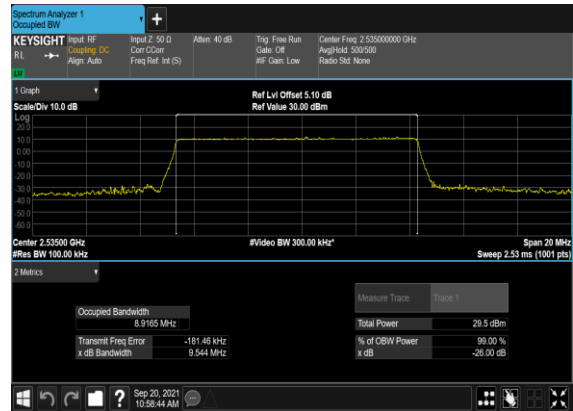 Spectrum Analyzer 1
Occupied BW
+
KEYSIGHT Input: RF Input Z: 50 Ω Atten: 40 dB Trig: Free Run Center Freq: 2.535000000 GHz
RL Coupling: DC Corr CCorr Gate: Off Avg|Hold: 500/500
Align: Auto Freq Ref: Int (S) #IF Gain: Low Radio Std: None
LW
1 Graph
Ref Lvl Offset 5.10 dB
Scale/Div 10.0 dB Ref Value 30.00 dBm
Log
20.0
10.0
0.00
-10.0
-20.0
-30.0
-40.0
-50.0
-60.0
Center 2.53500 GHz #Video BW 300.00 kHz* Span 20 MHz
#Res BW 100.00 kHz Sweep 2.53 ms (1001 pts)
2 Metrics
Measure Trace Trace 1
Occupied Bandwidth
8.9165 MHz Total Power 29.5 dBm
Transmit Freq Error -181.46 kHz % of OBW Power 99.00 %
x dB Bandwidth 9.544 MHz x dB -26.00 dB
? Sep 20, 2021
10:58:44 AM